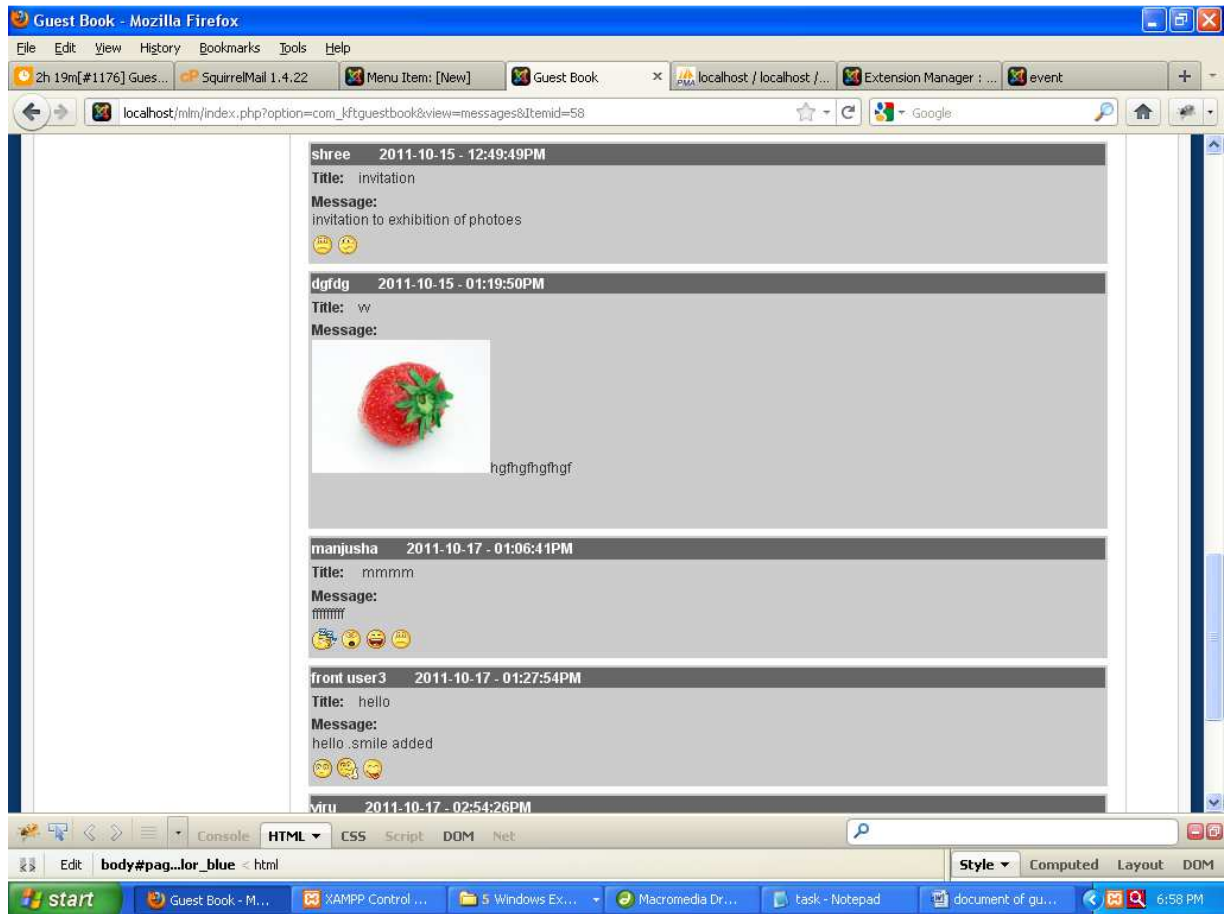 Guest Book - Mozilla Firefox
File Edit View History Bookmarks Tools Help
2h 19m[#1176] Gues... SquirrelMail 1.4.22 Menu Item: [New] Guest Book localhost / localhost /... Extension Manager : ... event
localhost/mlm/index.php?option=com_kftguestbook&view=messages&Itemid=58 Google
shree 2011-10-15 - 12:49:49PM
Title: invitation
Message:
invitation to exhibition of photoes
dgfdg 2011-10-15 - 01:19:50PM
Title:
Message:
hgfhgfhgfhgf
manjusha 2011-10-17 - 01:06:41PM
Title: mmmm
Message:
front user3 2011-10-17 - 01:27:54PM
Title: hello
Message:
hello .smile added
viru 2011-10-17 - 02:54:26PM
Console HTML CSS Script DOM Net
Edit body#pag...lor_blue < html Style Computed Layout DOM
start Guest Book - M... XAMPP Control ... 5 Windows Ex... Macromedia Dr... task - Notepad document of gu... 6:58 PM